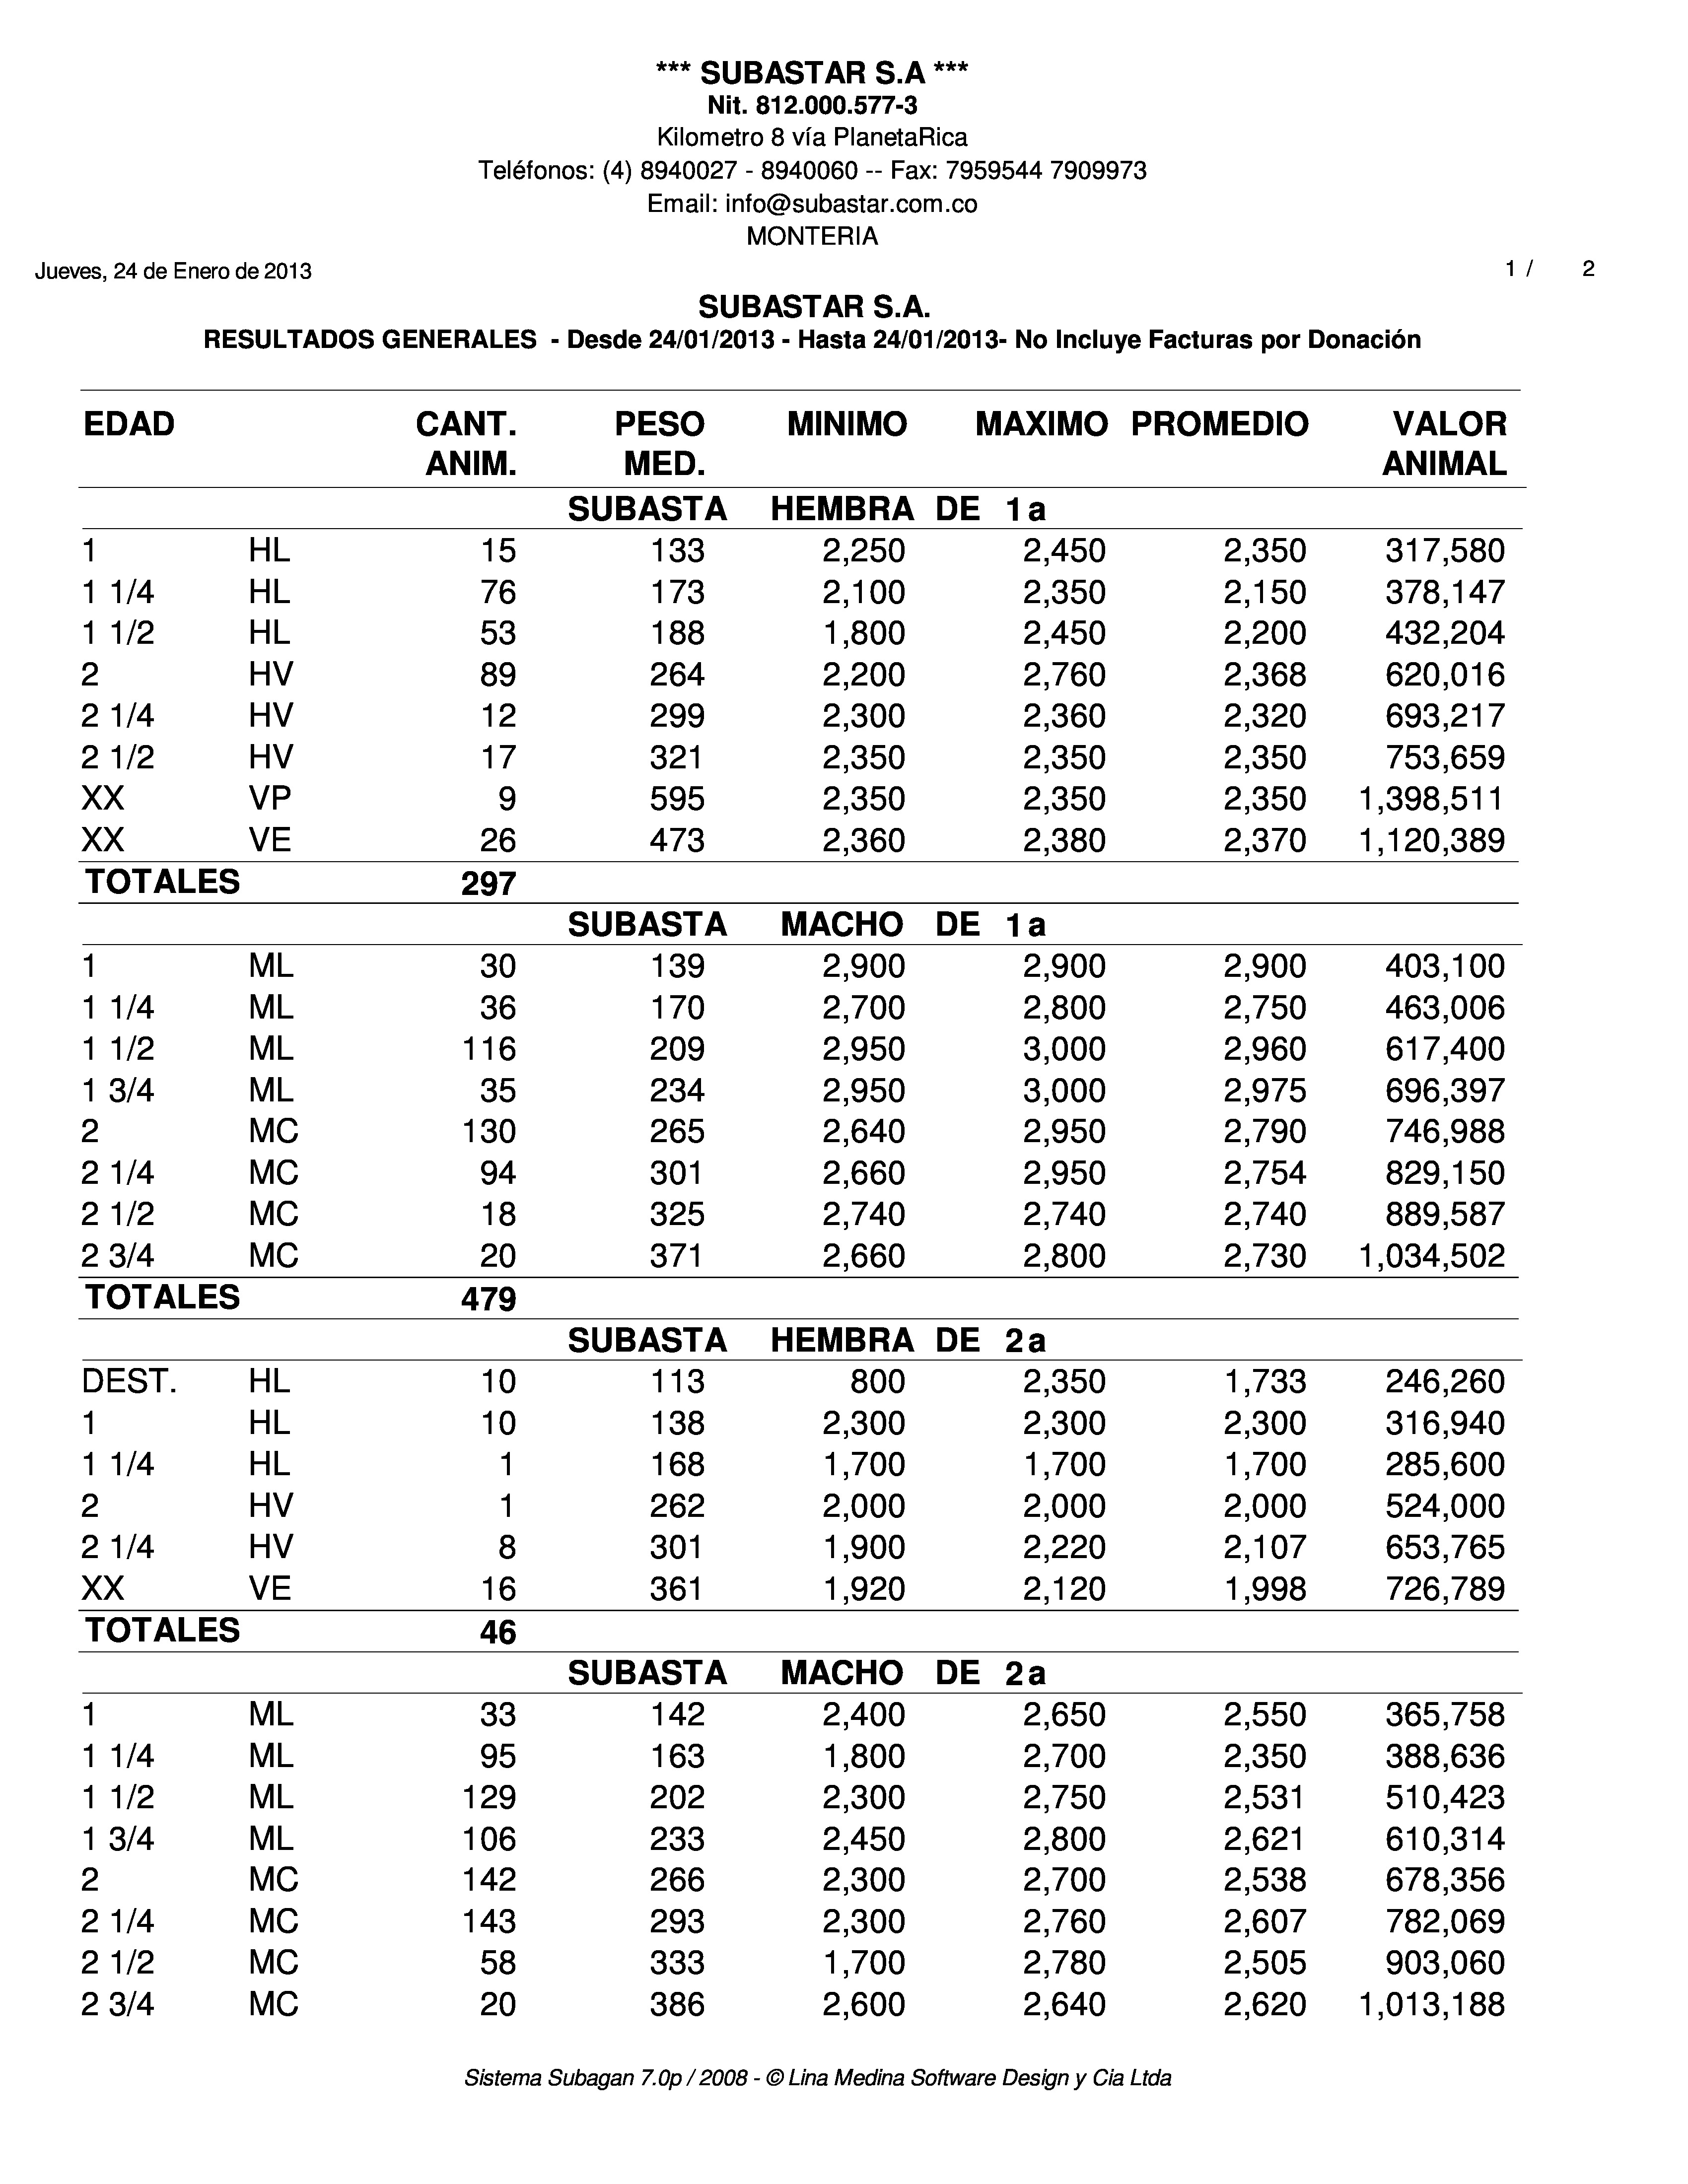 *** SUBASTAR S.A ***
Nit. 812.000.577-3
Kilometro 8 vía PlanetaRica
Teléfonos: (4) 8940027 - 8940060 -- Fax: 7959544 7909973
Email: info@subastar.com.co
MONTERIA
Jueves, 24 de Enero de 2013 1 / 2
SUBASTAR S.A.
RESULTADOS GENERALES - Desde 24/01/2013 - Hasta 24/01/2013- No Incluye Facturas por Donación
EDAD CANT. PESO MINIMO MAXIMO PROMEDIO VALOR
ANIM. MED. ANIMAL
SUBASTA HEMBRA DE 1a
1 HL 15 133 2,250 2,450 2,350 317,580
1 1/4 HL 76 173 2,100 2,350 2,150 378,147
1 1/2 HL 53 188 1,800 2,450 2,200 432,204
2 HV 89 264 2,200 2,760 2,368 620,016
2 1/4 HV 12 299 2,300 2,360 2,320 693,217
2 1/2 HV 17 321 2,350 2,350 2,350 753,659
XX VP 9 595 2,350 2,350 2,350 1,398,511
XX VE 26 473 2,360 2,380 2,370 1,120,389
TOTALES 297
SUBASTA MACHO DE 1a
1 ML 30 139 2,900 2,900 2,900 403,100
1 1/4 ML 36 170 2,700 2,800 2,750 463,006
1 1/2 ML 116 209 2,950 3,000 2,960 617,400
1 3/4 ML 35 234 2,950 3,000 2,975 696,397
2 MC 130 265 2,640 2,950 2,790 746,988
2 1/4 MC 94 301 2,660 2,950 2,754 829,150
2 1/2 MC 18 325 2,740 2,740 2,740 889,587
2 3/4 MC 20 371 2,660 2,800 2,730 1,034,502
TOTALES 479
SUBASTA HEMBRA DE 2a
DEST. HL 10 113 800 2,350 1,733 246,260
1 HL 10 138 2,300 2,300 2,300 316,940
1 1/4 HL 1 168 1,700 1,700 1,700 285,600
2 HV 1 262 2,000 2,000 2,000 524,000
2 1/4 HV 8 301 1,900 2,220 2,107 653,765
XX VE 16 361 1,920 2,120 1,998 726,789
TOTALES 46
SUBASTA MACHO DE 2a
1 ML 33 142 2,400 2,650 2,550 365,758
1 1/4 ML 95 163 1,800 2,700 2,350 388,636
1 1/2 ML 129 202 2,300 2,750 2,531 510,423
1 3/4 ML 106 233 2,450 2,800 2,621 610,314
2 MC 142 266 2,300 2,700 2,538 678,356
2 1/4 MC 143 293 2,300 2,760 2,607 782,069
2 1/2 MC 58 333 1,700 2,780 2,505 903,060
2 3/4 MC 20 386 2,600 2,640 2,620 1,013,188
Sistema Subagan 7.0p / 2008 - © Lina Medina Software Design y Cia Ltda